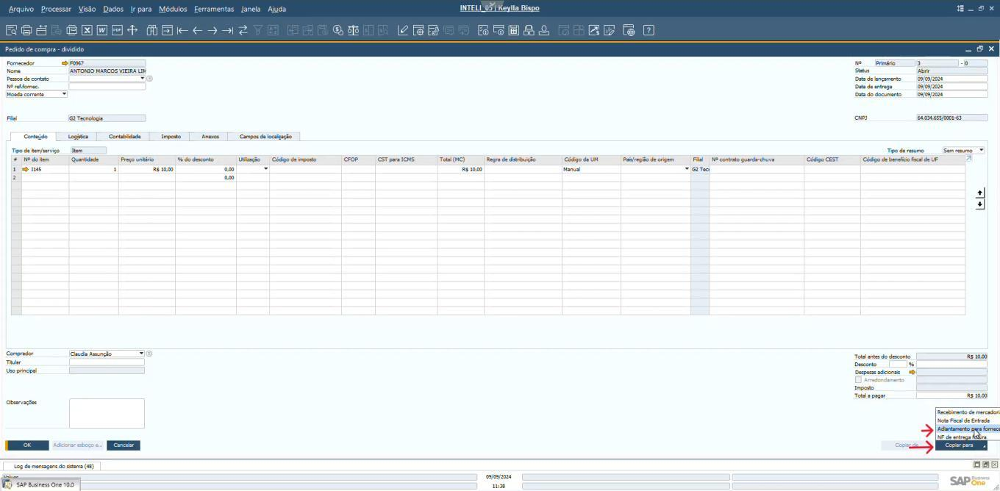 Arquivo Processar Visão Dados Ir para Módulos Ferramentas Janela Ajuda
INTELI_05 | Keylla Bispo
Pedido de compra - dividido
Fornecedor F0967
Nome ANTONIO MARCOS VIEIRA LIM
Pessoa de contato
Nº ref.fornec.
Moeda corrente
Filial G2 Tecnologia
Nº Primário 3 - 0
Status Abrir
Data de lançamento 09/09/2024
Data de entrega 09/09/2024
Data do documento 09/09/2024
CNPJ 64.034.655/0001-63
Conteúdo Logística Contabilidade Imposto Anexos Campos de localização
Tipo de item/serviço Item
Tipo de resumo Sem resumo
# Nº do item Quantidade Preço unitário % do desconto Utilização Código de imposto CFOP CST para ICMS Total (MC) Regra de distribuição Código da UM País/região de origem Filial Nº contrato guarda-chuva Código CEST Código de benefício fiscal de UF
1 I145 1 R$ 10,00 0,00 R$ 10,00 Manual G2 Tec
2 0,00
Comprador Claudia Assunção
Titular
Uso principal
Observações
Total antes do desconto R$ 10,00
Desconto %
Despesas adicionais
Arredondamento
Imposto
Total a pagar R$ 10,00
Recebimento de mercadori
Nota Fiscal de Entrada
Adiantamento para fornece
NF de entrega futura
OK Adicionar esboço e... Cancelar
Copiar de Copiar para
Log de mensagens do sistema (48)
Values
09/09/2024
11:38
SAP Business One 10.0
SAP Business One